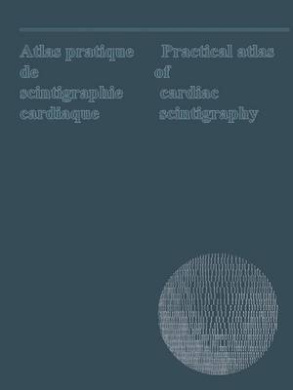 Atlas pratique
de
scintigraphie
cardiaque
Practical atlas
of
cardiac
scintigraphy